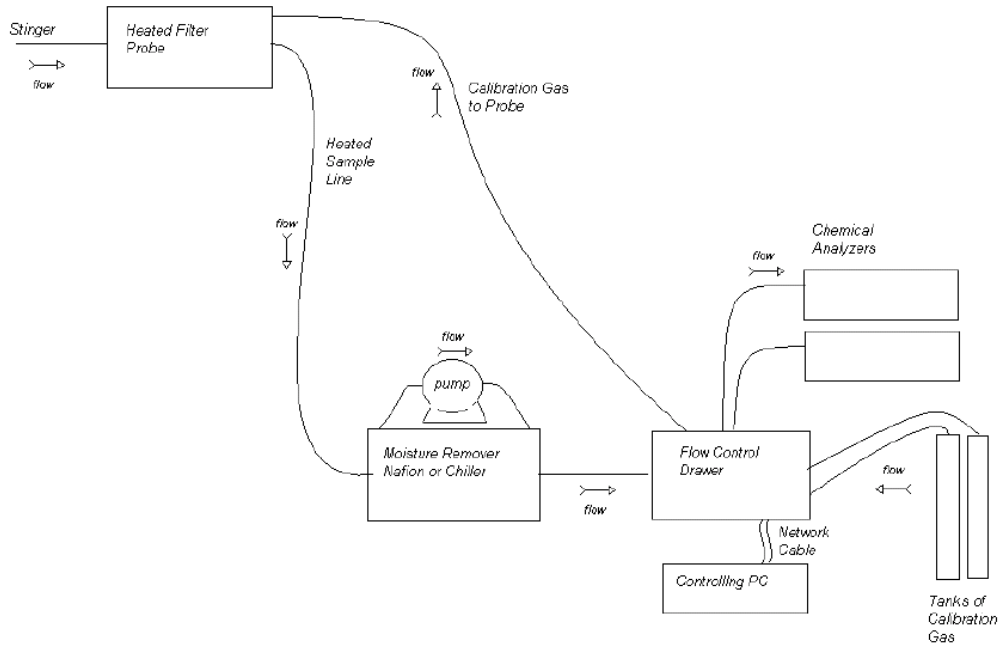 Stinger
flow
Heated Filter
Probe
flow
Calibration Gas
to Probe
Heated
Sample
Line
flow
Chemical
Analyzers
flow
flow
pump
Moisture Remover
Nafion or Chiller
flow
Flow Control
Drawer
flow
Network
Cable
Controlling PC
Tanks of
Calibration
Gas